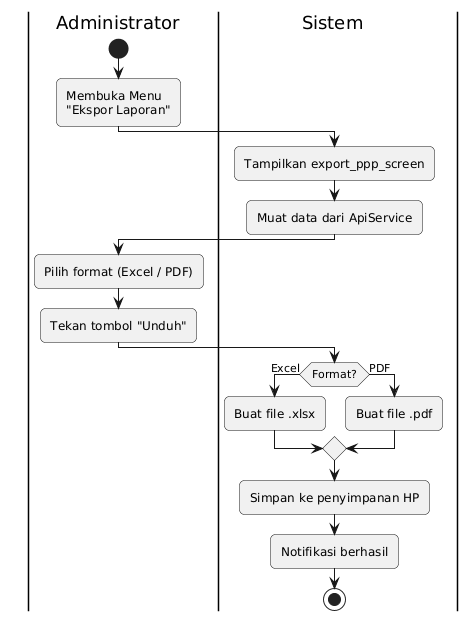 Administrator
Sistem
Membuka Menu
"Ekspor Laporan"
Tampilkan export_ppp_screen
Muat data dari ApiService
Pilih format (Excel / PDF)
Tekan tombol "Unduh"
Format?
Excel
PDF
Buat file .xlsx
Buat file .pdf
Simpan ke penyimpanan HP
Notifikasi berhasil